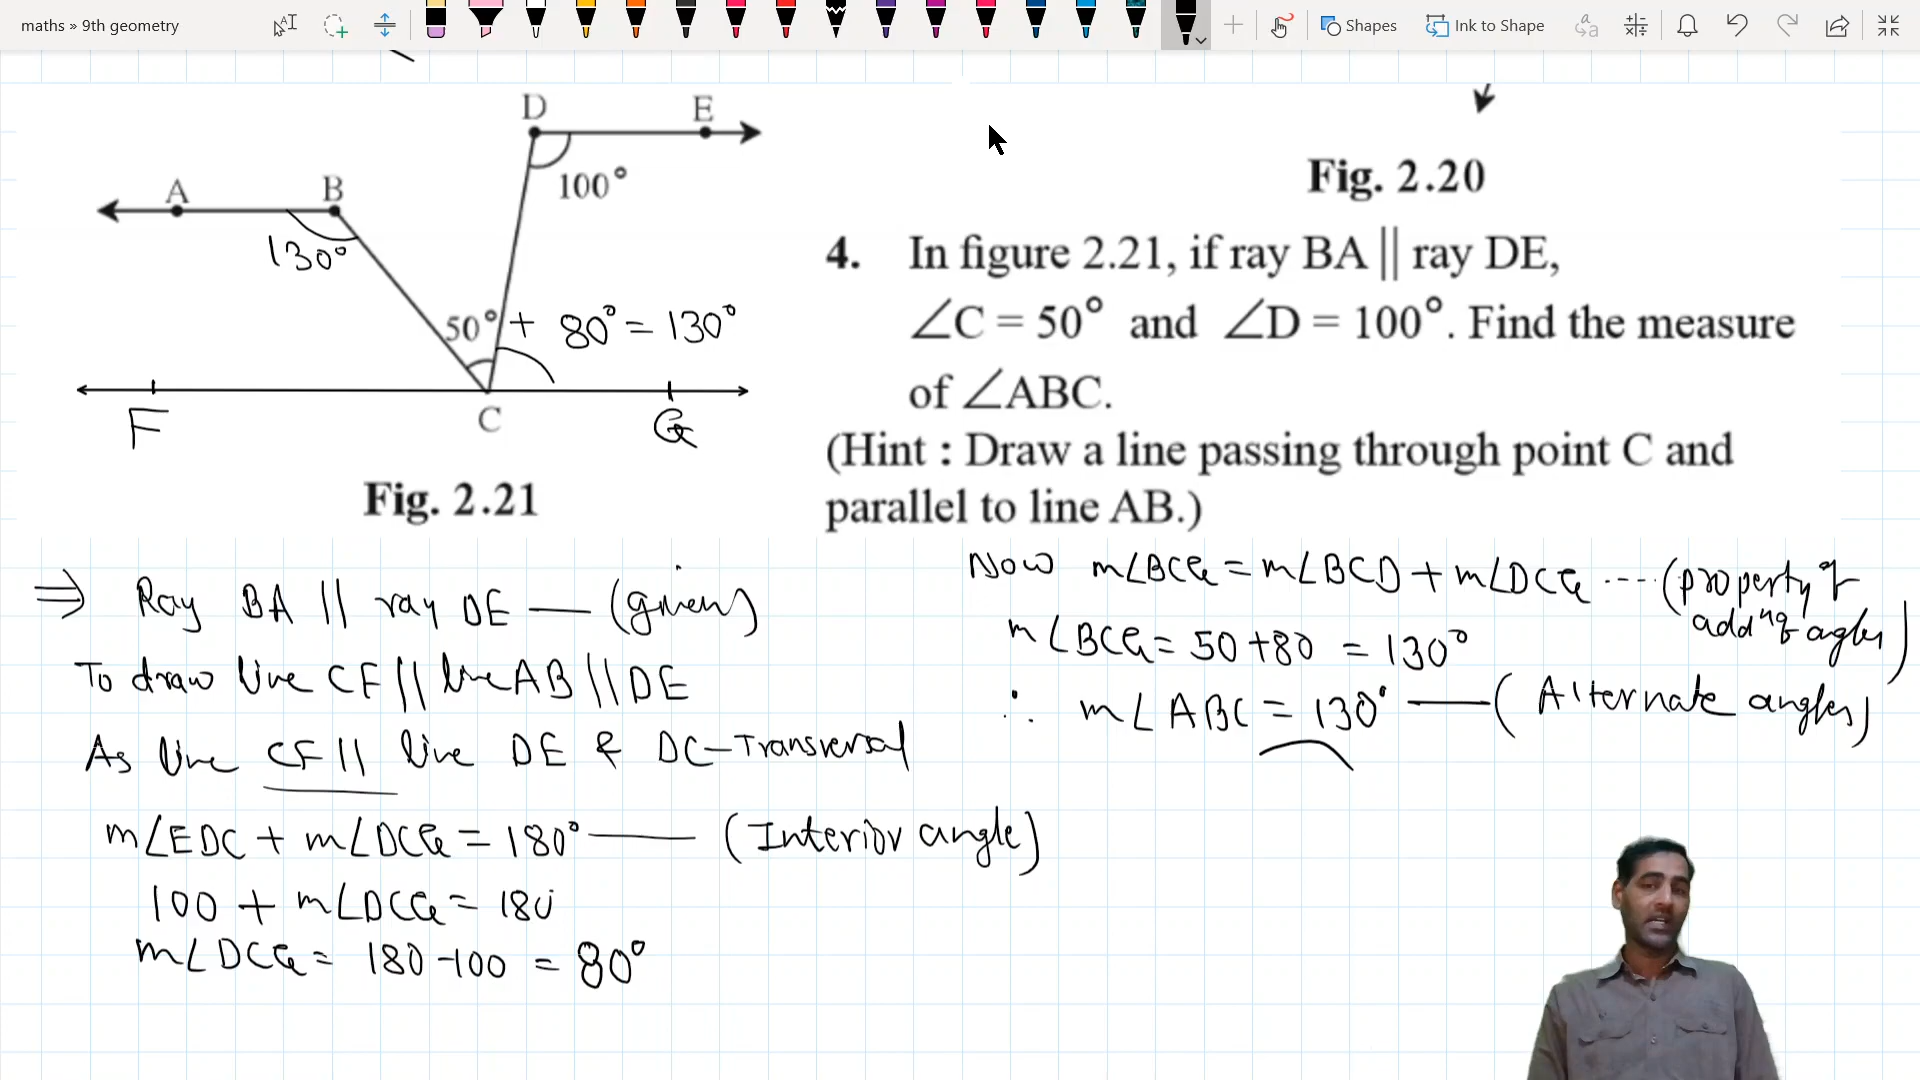 maths » 9th geometry
Shapes
Ink to Shape
D E
100°
A B
130°
50° + 80° = 130°
F C G
Fig. 2.21
Fig. 2.20
4. In figure 2.21, if ray BA || ray DE,
∠C = 50° and ∠D = 100°. Find the measure
of ∠ABC.
(Hint : Draw a line passing through point C and
parallel to line AB.)
⇒ Ray BA || ray DE — (given)
To draw line CF || line AB || DE
As line CF || line DE & DC-Transversal
m∠EDC + m∠DCG = 180° — (Interior angle)
100 + m∠DCG = 180
m∠DCG = 180-100 = 80°
Now m∠BCG = m∠BCD + m∠DCG ---- (property of
adding angles)
m∠BCG = 50+80 = 130°
∴ m∠ABC = 130° — (Alternate angles)